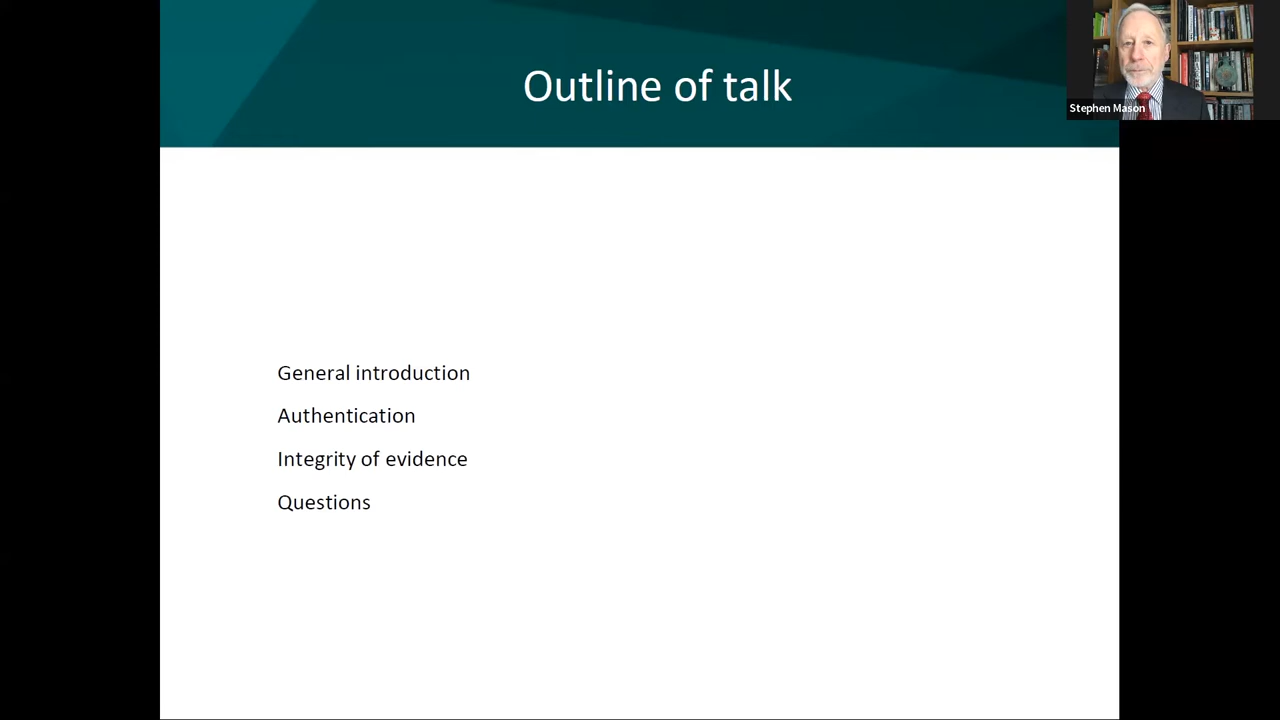 Outline of talk
Stephen Mason
General introduction
Authentication
Integrity of evidence
Questions